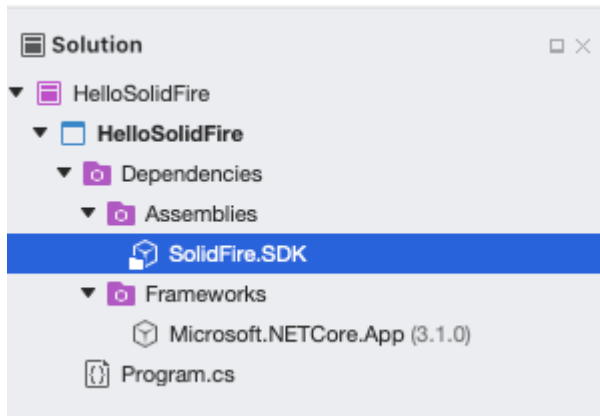 Solution
HelloSolidFire
HelloSolidFire
Dependencies
Assemblies
SolidFire.SDK
Frameworks
Microsoft.NETCore.App (3.1.0)
Program.cs